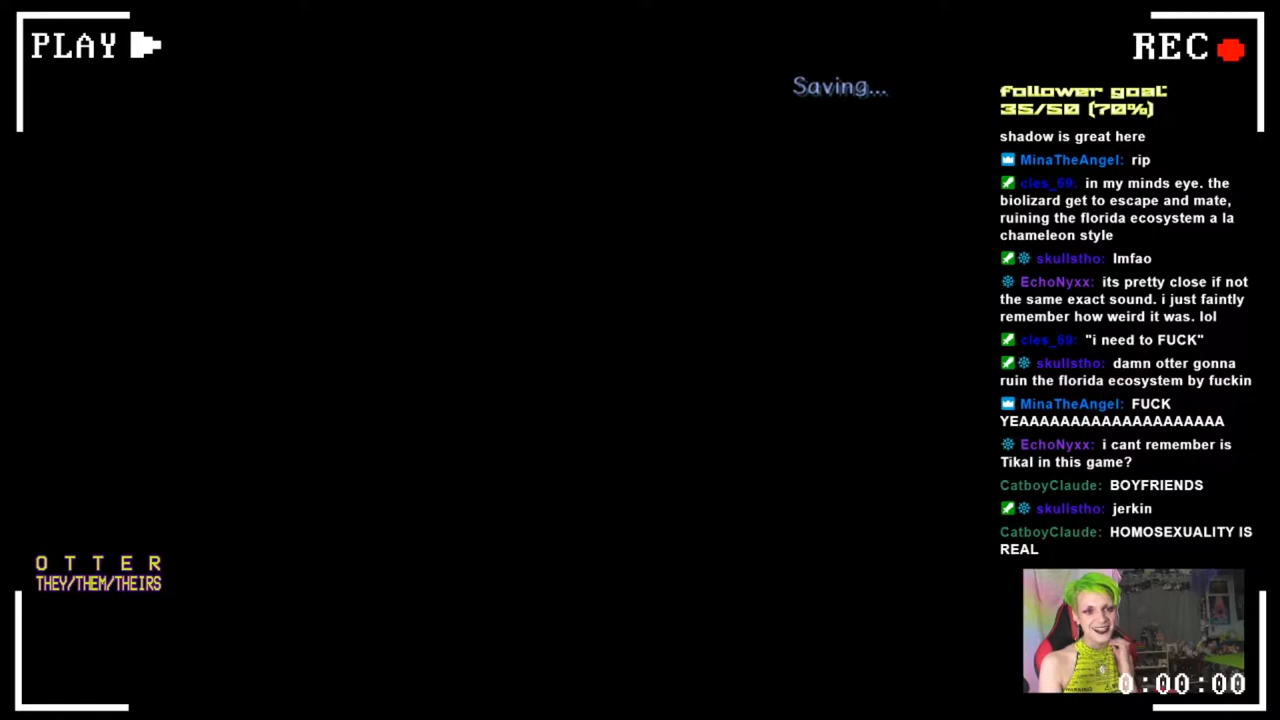 PLAY
REC
Saving...
follower goal:
35/50 (70%)
shadow is great here
MinaTheAngel: rip
cles_69: in my minds eye. the
biolizard get to escape and mate,
ruining the florida ecosystem a la
chameleon style
skullstho: lmfao
EchoNyxx: its pretty close if not
the same exact sound. i just faintly
remember how weird it was. lol
cles_69: "i need to FUCK"
skullstho: damn otter gonna
ruin the florida ecosystem by fuckin
MinaTheAngel: FUCK
YEAAAAAAAAAAAAAAAAAAAA
EchoNyxx: i cant remember is
Tikal in this game?
CatboyClaude: BOYFRIENDS
skullstho: jerkin
CatboyClaude: HOMOSEXUALITY IS
REAL
OTTER
THEY/THEM/THEIRS
0:00:00